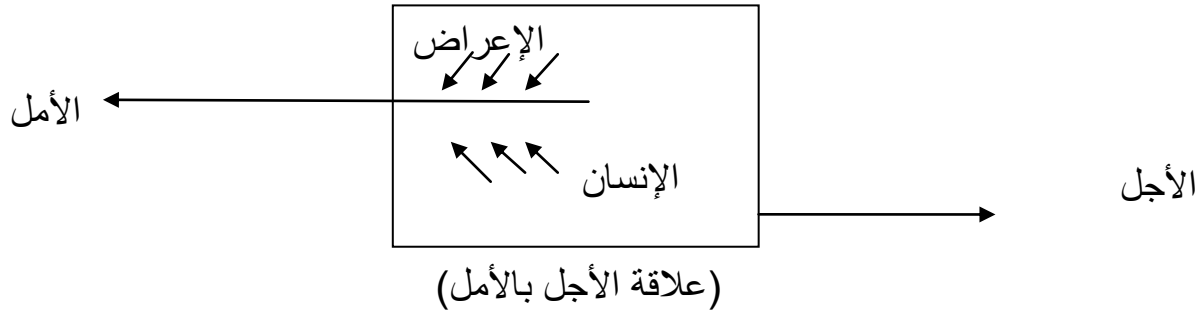 الإعراض
الأمل
الإنسان
الأجل
(علاقة الأجل بالأمل)